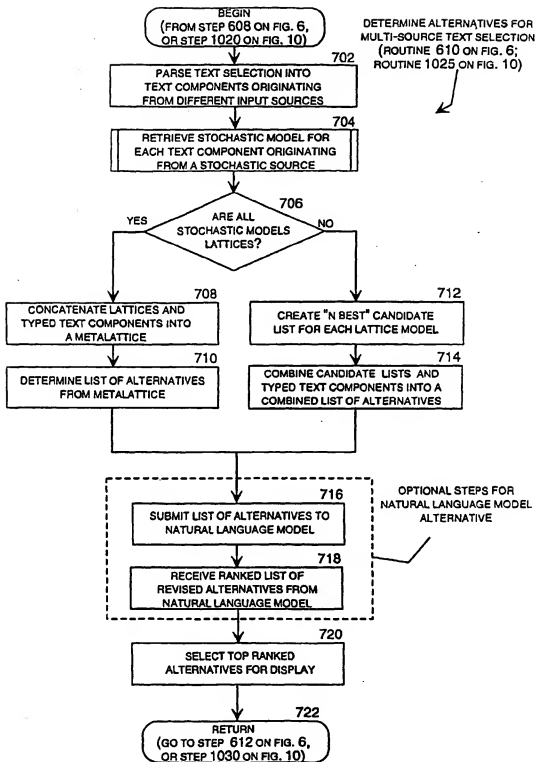 BEGIN
(FROM STEP 608 ON FIG. 6,
OR STEP 1020 ON FIG. 10)
DETERMINE ALTERNATIVES FOR
MULTI-SOURCE TEXT SELECTION
(ROUTINE 610 ON FIG. 6;
ROUTINE 1025 ON FIG. 10)
702
PARSE TEXT SELECTION INTO
TEXT COMPONENTS ORIGINATING
FROM DIFFERENT INPUT SOURCES
704
RETRIEVE STOCHASTIC MODEL FOR
EACH TEXT COMPONENT ORIGINATING
FROM A STOCHASTIC SOURCE
706
YES
ARE ALL
STOCHASTIC MODELS
LATTICES?
NO
708
CONCATENATE LATTICES AND
TYPED TEXT COMPONENTS INTO
A METALATTICE
710
DETERMINE LIST OF ALTERNATIVES
FROM METALATTICE
712
CREATE "N BEST" CANDIDATE
LIST FOR EACH LATTICE MODEL
714
COMBINE CANDIDATE LISTS AND
TYPED TEXT COMPONENTS INTO A
COMBINED LIST OF ALTERNATIVES
716
SUBMIT LIST OF ALTERNATIVES TO
NATURAL LANGUAGE MODEL
OPTIONAL STEPS FOR
NATURAL LANGUAGE MODEL
ALTERNATIVE
718
RECEIVE RANKED LIST OF
REVISED ALTERNATIVES FROM
NATURAL LANGUAGE MODEL
720
SELECT TOP RANKED
ALTERNATIVES FOR DISPLAY
722
RETURN
(GO TO STEP 612 ON FIG. 6,
OR STEP 1030 ON FIG. 10)